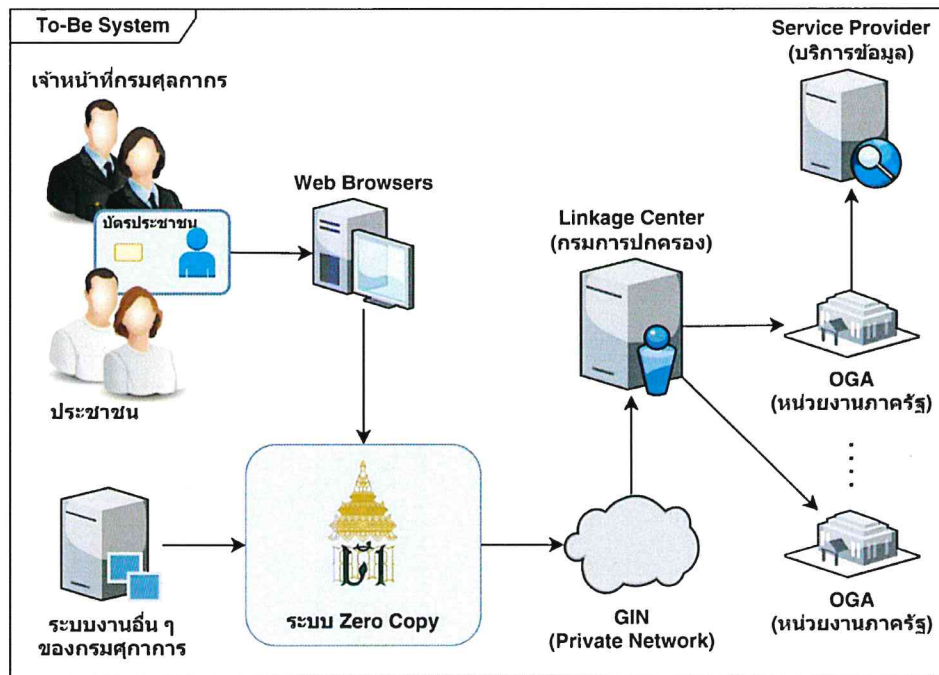 To-Be System
Service Provider
(บริการข้อมูล)
เจ้าหน้าที่กรมศุลกากร
บัตรประชาชน
Web Browsers
Linkage Center
(กรมการปกครอง)
ประชาชน
OGA
(หน่วยงานภาครัฐ)
ระบบ Zero Copy
GIN
(Private Network)
OGA
(หน่วยงานภาครัฐ)
ระบบงานอื่น ๆ
ของกรมศุกาการ